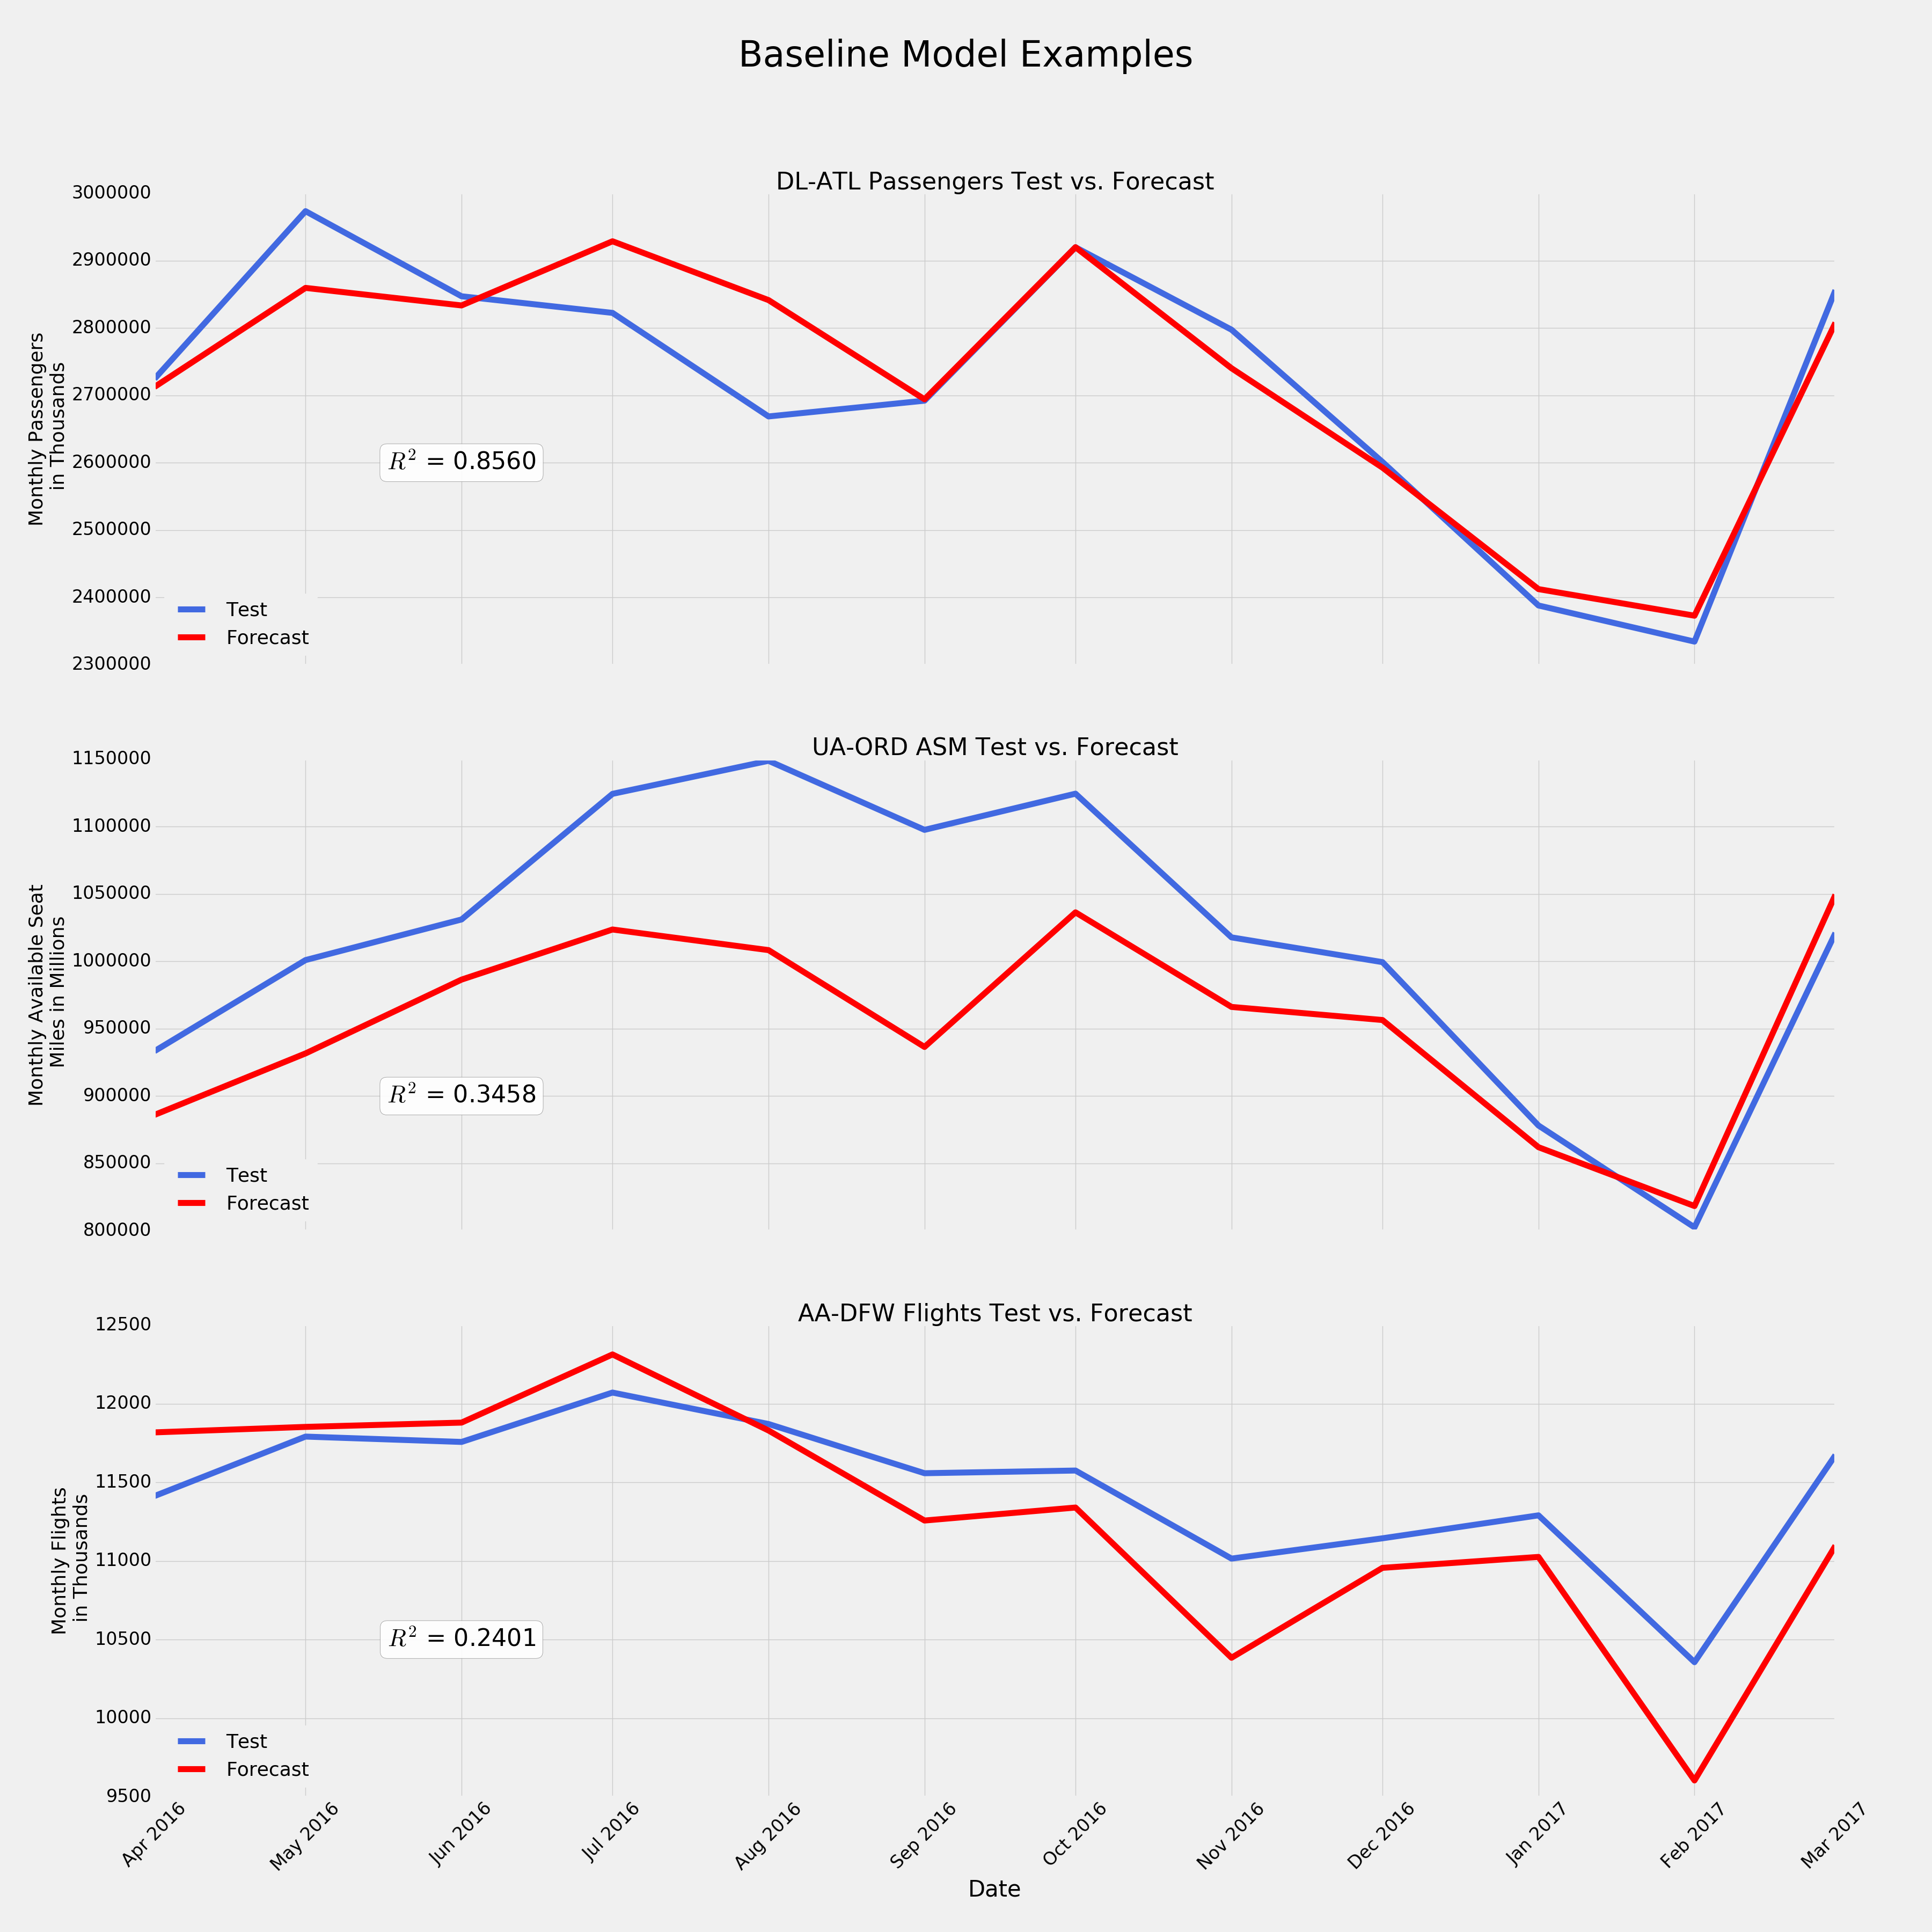 Baseline Model Examples
DL-ATL Passengers Test vs. Forecast
3000000
2900000
2800000
2700000
2600000
2500000
2400000
2300000
Monthly Passengers
in Thousands
R² = 0.8560
Test
Forecast
UA-ORD ASM Test vs. Forecast
1150000
1100000
1050000
1000000
950000
900000
850000
800000
Monthly Available Seat
Miles in Millions
R² = 0.3458
Test
Forecast
AA-DFW Flights Test vs. Forecast
12500
12000
11500
11000
10500
10000
9500
Monthly Flights
in Thousands
R² = 0.2401
Test
Forecast
Apr 2016
May 2016
Jun 2016
Jul 2016
Aug 2016
Sep 2016
Oct 2016
Nov 2016
Dec 2016
Jan 2017
Feb 2017
Mar 2017
Date